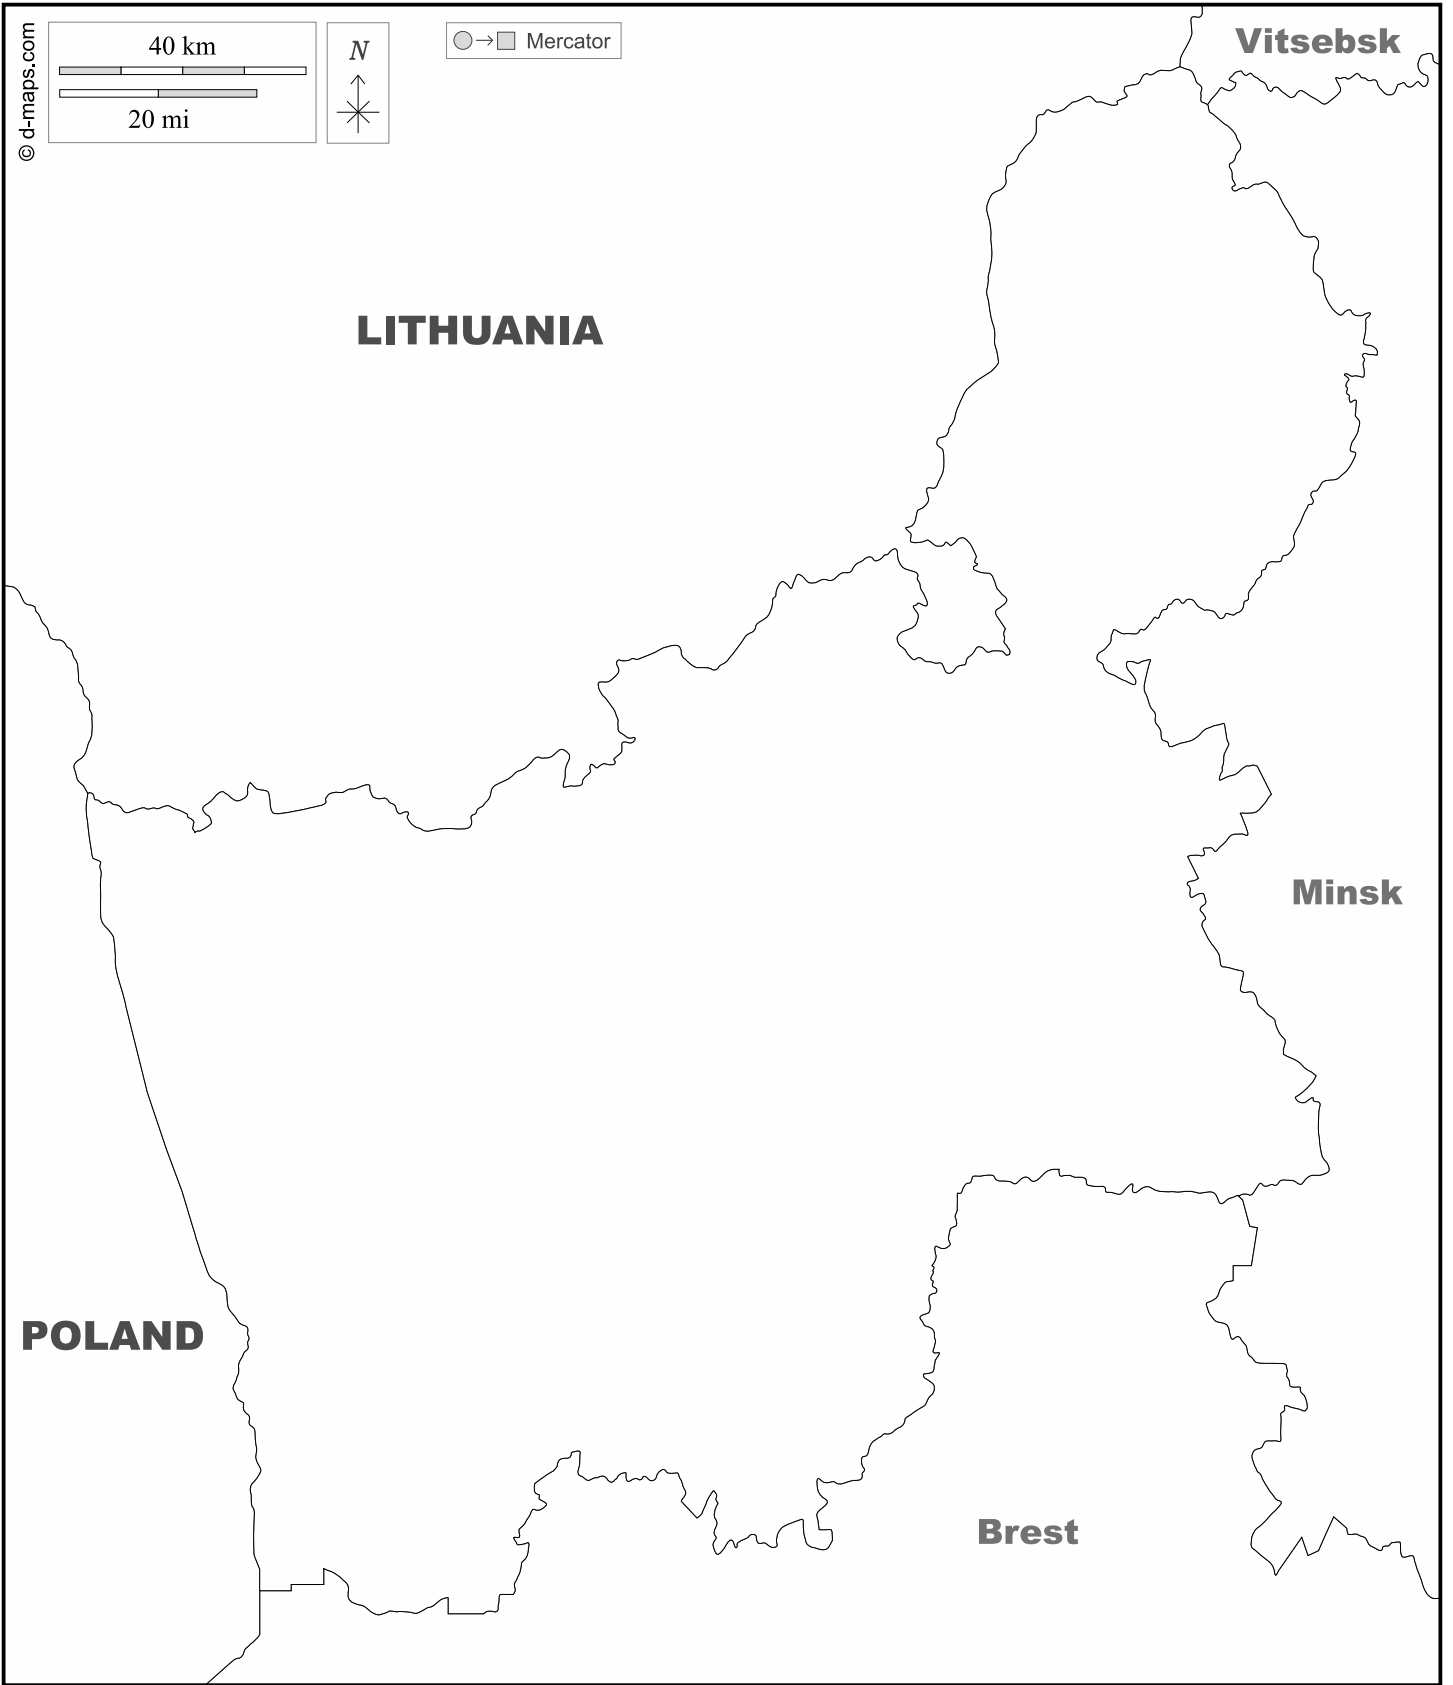 © d-maps.com
40 km
20 mi
N
Mercator
Vitsebsk
LITHUANIA
Minsk
POLAND
Brest